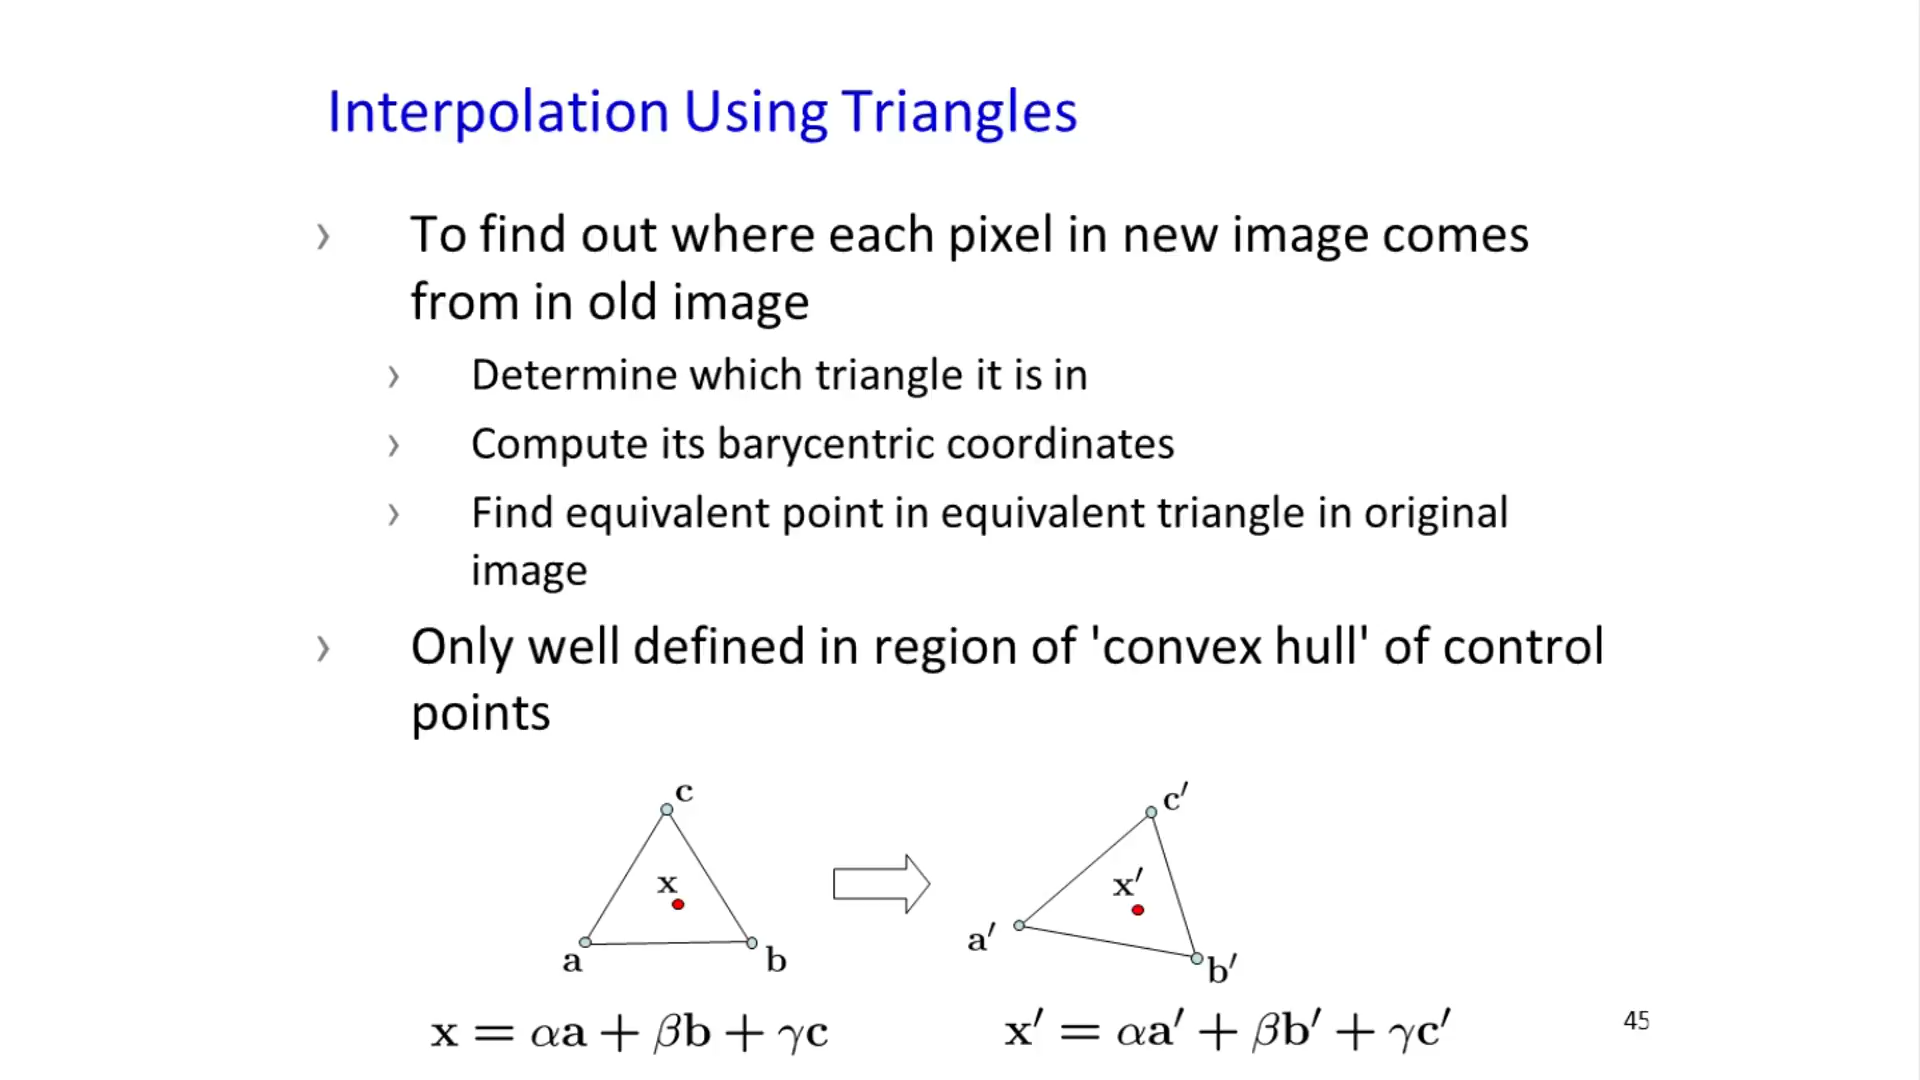 Interpolation Using Triangles
› To find out where each pixel in new image comes
from in old image
› Determine which triangle it is in
› Compute its barycentric coordinates
› Find equivalent point in equivalent triangle in original
image
› Only well defined in region of 'convex hull' of control
points
c
c′
x
x′
a
b
a′
b′
x = αa + βb + γc
x′ = αa′ + βb′ + γc′
45